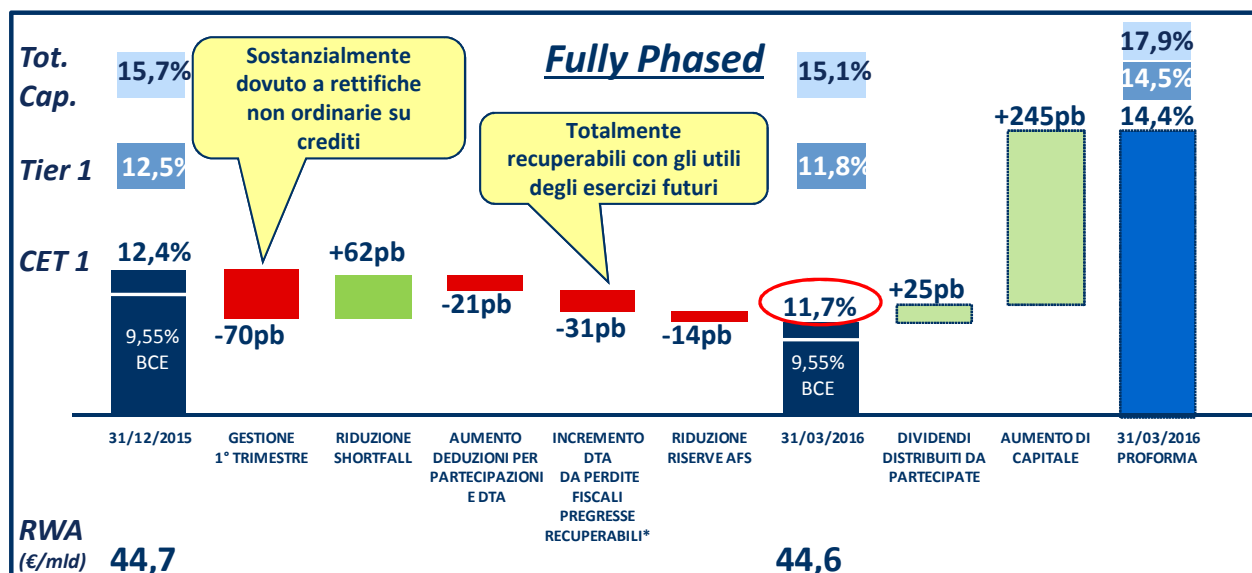 Tot.
Cap.
15,7%
Sostanzialmente
dovuto a rettifiche
non ordinarie su
crediti
Fully Phased
15,1%
17,9%
14,5%
Tier 1
12,5%
Totalmente
recuperabili con gli utili
degli esercizi futuri
11,8%
+245pb
14,4%
CET 1
12,4%
-70pb
+62pb
-21pb
-31pb
-14pb
11,7%
+25pb
9,55%
BCE
9,55%
BCE
31/12/2015
GESTIONE
1° TRIMESTRE
RIDUZIONE
SHORTFALL
AUMENTO
DEDUZIONI PER
PARTECIPAZIONI
E DTA
INCREMENTO
DTA
DA PERDITE
FISCALI
PREGRESSE
RECUPERABILI*
RIDUZIONE
RISERVE AFS
31/03/2016
DIVIDENDI
DISTRIBUITI DA
PARTECIPATE
AUMENTO DI
CAPITALE
31/03/2016
PROFORMA
RWA
(€/mld)
44,7
44,6